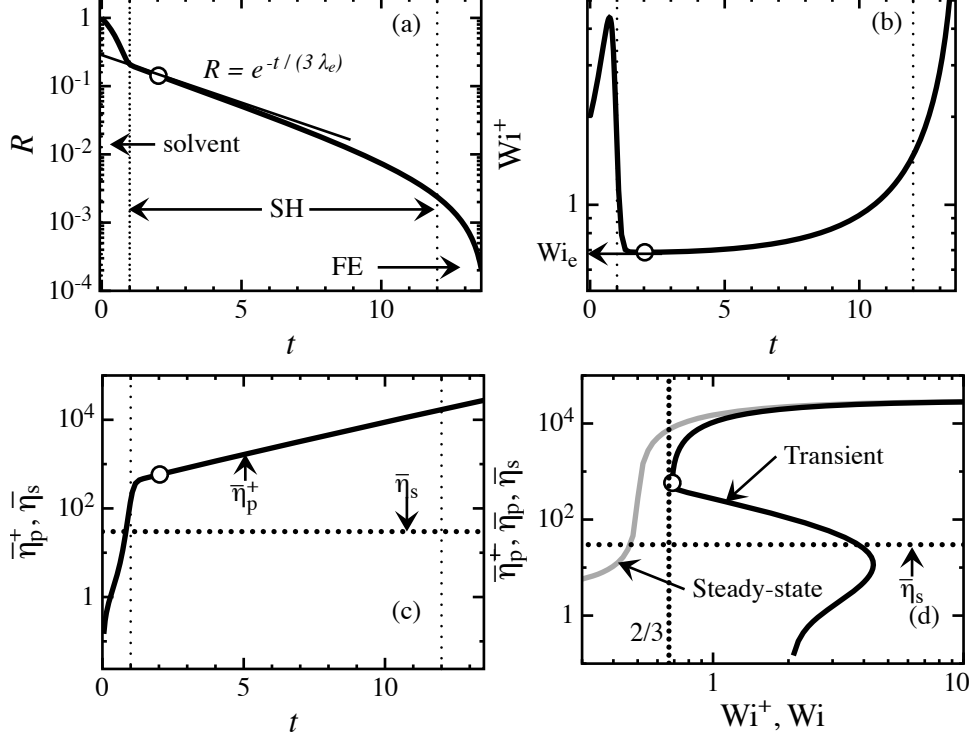 1
10^-1
10^-2
10^-3
10^-4
R
(a)
R = e^{-t / (3 λ_e)}
solvent
SH
FE
0
5
10
t
(b)
Wi^+
1
Wi_e
0
5
10
t
10^4
10^2
1
η̅_p^+, η̅_s
η̅_p^+
η̅_s
(c)
0
5
10
t
10^4
10^2
1
η̅_p^+, η̅_p, η̅_s
Transient
Steady-state
η̅_s
(d)
2/3
1
10
Wi^+, Wi